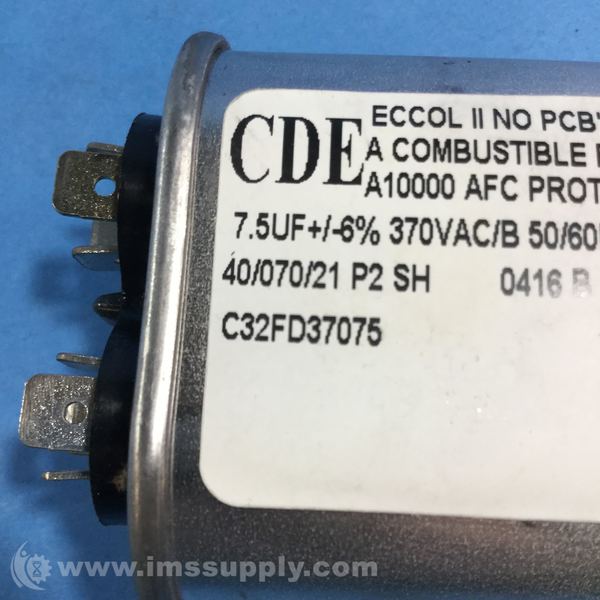 CDE
ECCOL II NO PCB'
A COMBUSTIBLE
A10000 AFC PROT
7.5UF+/-6% 370VAC/B 50/60
40/070/21 P2 SH 0416 B
C32FD37075
www.imssupply.com